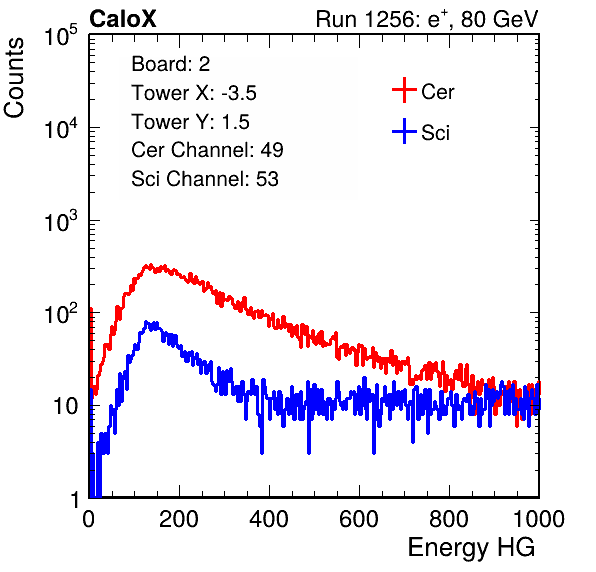 CaloX Run 1256: e⁺, 80 GeV
Counts
Board: 2
Tower X: -3.5
Tower Y: 1.5
Cer Channel: 49
Sci Channel: 53
Cer
Sci
10⁵
10⁴
10³
10²
10
1
0 200 400 600 800 1000
Energy HG